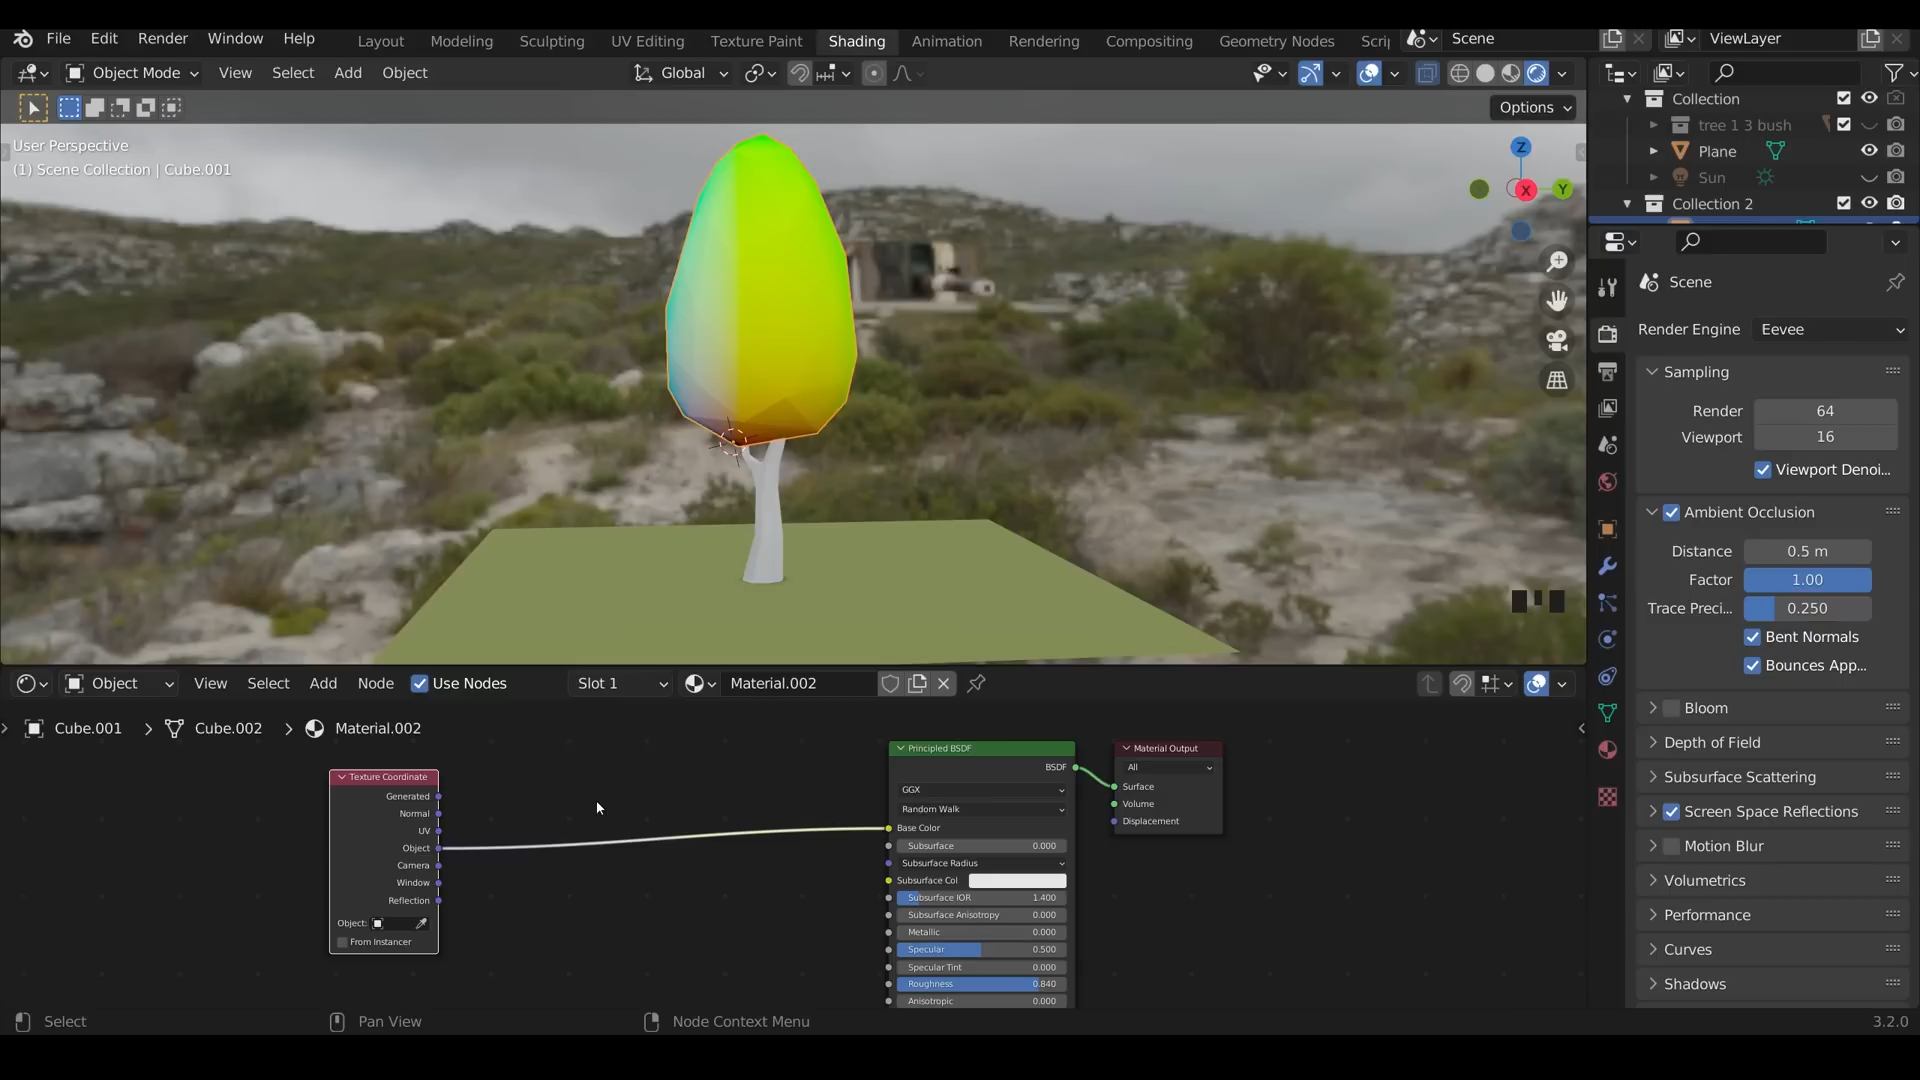 File Edit Render Window Help Layout Modeling Sculpting UV Editing Texture Paint Shading Animation Rendering Compositing Geometry Nodes Scrip Scene ViewLayer
Object Mode View Select Add Object Global
Options
User Perspective
(1) Scene Collection | Cube.001
Z
X
Y
Collection
tree 1 3 bush
Plane
Sun
Collection 2
Scene
Render Engine Eevee
Sampling
Render 64
Viewport 16
Viewport Denoi...
Ambient Occlusion
Distance 0.5 m
Factor 1.00
Trace Preci... 0.250
Bent Normals
Bounces App...
Bloom
Depth of Field
Subsurface Scattering
Screen Space Reflections
Motion Blur
Volumetrics
Performance
Curves
Shadows
Object View Select Add Node Use Nodes Slot 1 Material.002
Cube.001 Cube.002 Material.002
Texture Coordinate
Generated
Normal
UV
Object
Camera
Window
Reflection
Object:
From Instancer
Principled BSDF
BSDF
GGX
Random Walk
Base Color
Subsurface 0.000
Subsurface Radius
Subsurface Col
Subsurface IOR 1.400
Subsurface Anisotropy 0.000
Metallic 0.000
Specular 0.500
Specular Tint 0.000
Roughness 0.840
Anisotropic 0.000
Material Output
All
Surface
Volume
Displacement
Select Pan View Node Context Menu 3.2.0